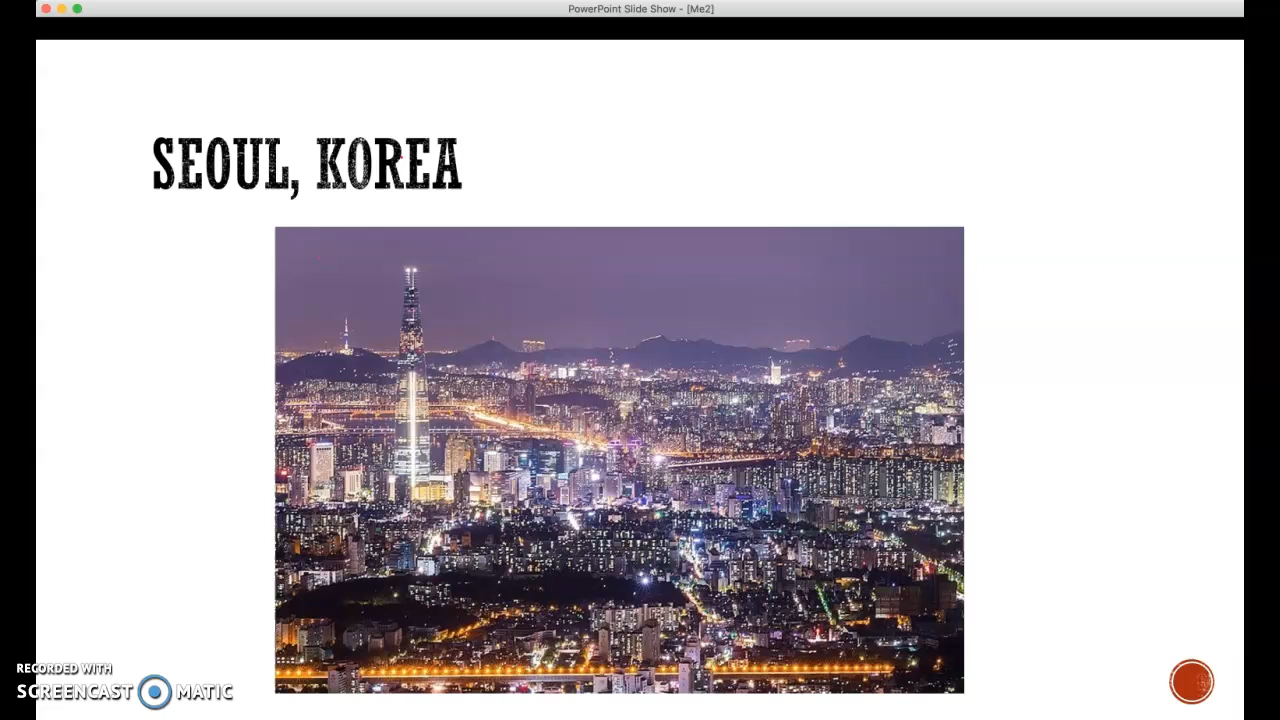 PowerPoint Slide Show - [Me2]
SEOUL, KOREA
RECORDED WITH
SCREENCAST MATIC